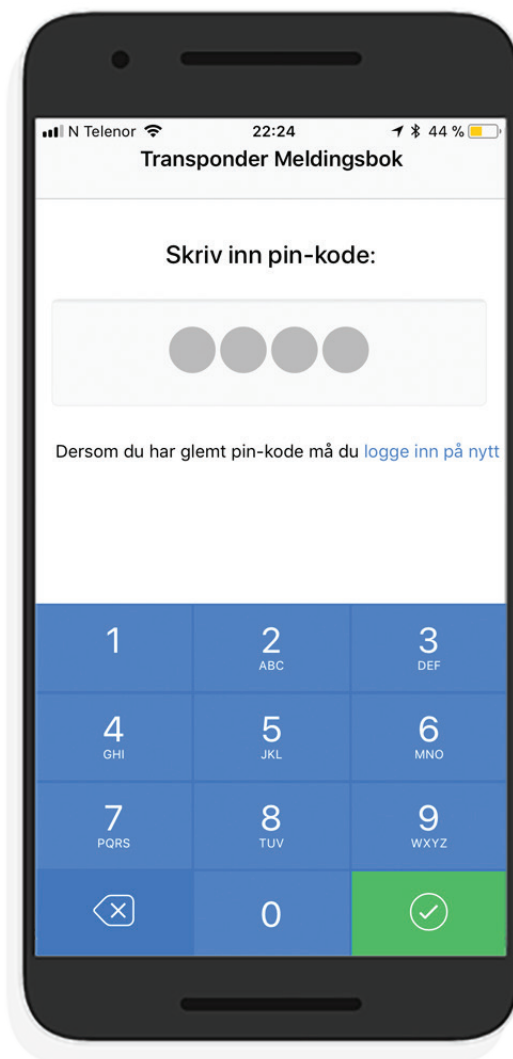 N Telenor 22:24 44 %
Transponder Meldingsbok
Skriv inn pin-kode:
Dersom du har glemt pin-kode må du logge inn på nytt
1 2 3
ABC DEF
4 5 6
GHI JKL MNO
7 8 9
PQRS TUV WXYZ
0